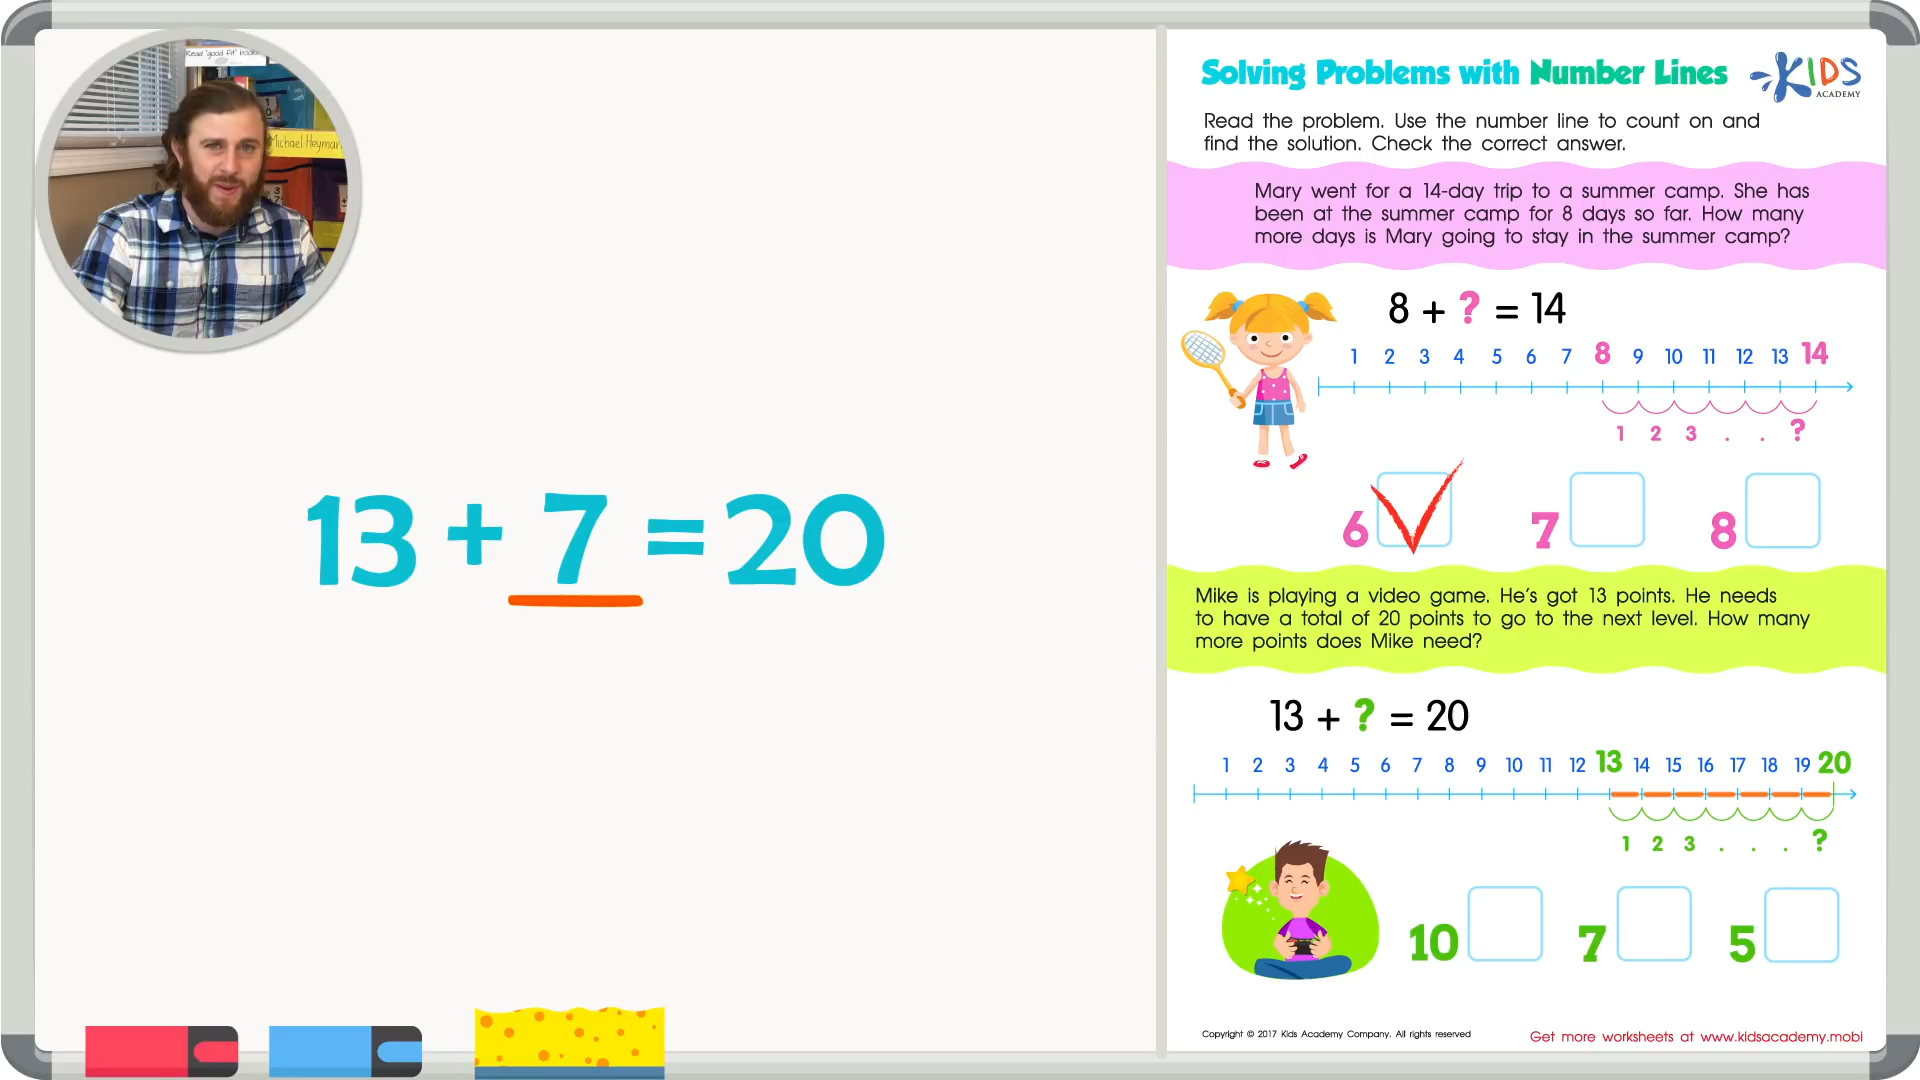 Read "good fit" books
Michael Heyman
13 + 7 = 20
Solving Problems with Number Lines
KIDS
ACADEMY
Read the problem. Use the number line to count on and
find the solution. Check the correct answer.
Mary went for a 14-day trip to a summer camp. She has
been at the summer camp for 8 days so far. How many
more days is Mary going to stay in the summer camp?
8 + ? = 14
1 2 3 4 5 6 7 8 9 10 11 12 13 14
1 2 3 . . ?
6 7 8
Mike is playing a video game. He's got 13 points. He needs
to have a total of 20 points to go to the next level. How many
more points does Mike need?
13 + ? = 20
1 2 3 4 5 6 7 8 9 10 11 12 13 14 15 16 17 18 19 20
1 2 3 . . . ?
10 7 5
Copyright © 2017 Kids Academy Company. All rights reserved
Get more worksheets at www.kidsacademy.mobi